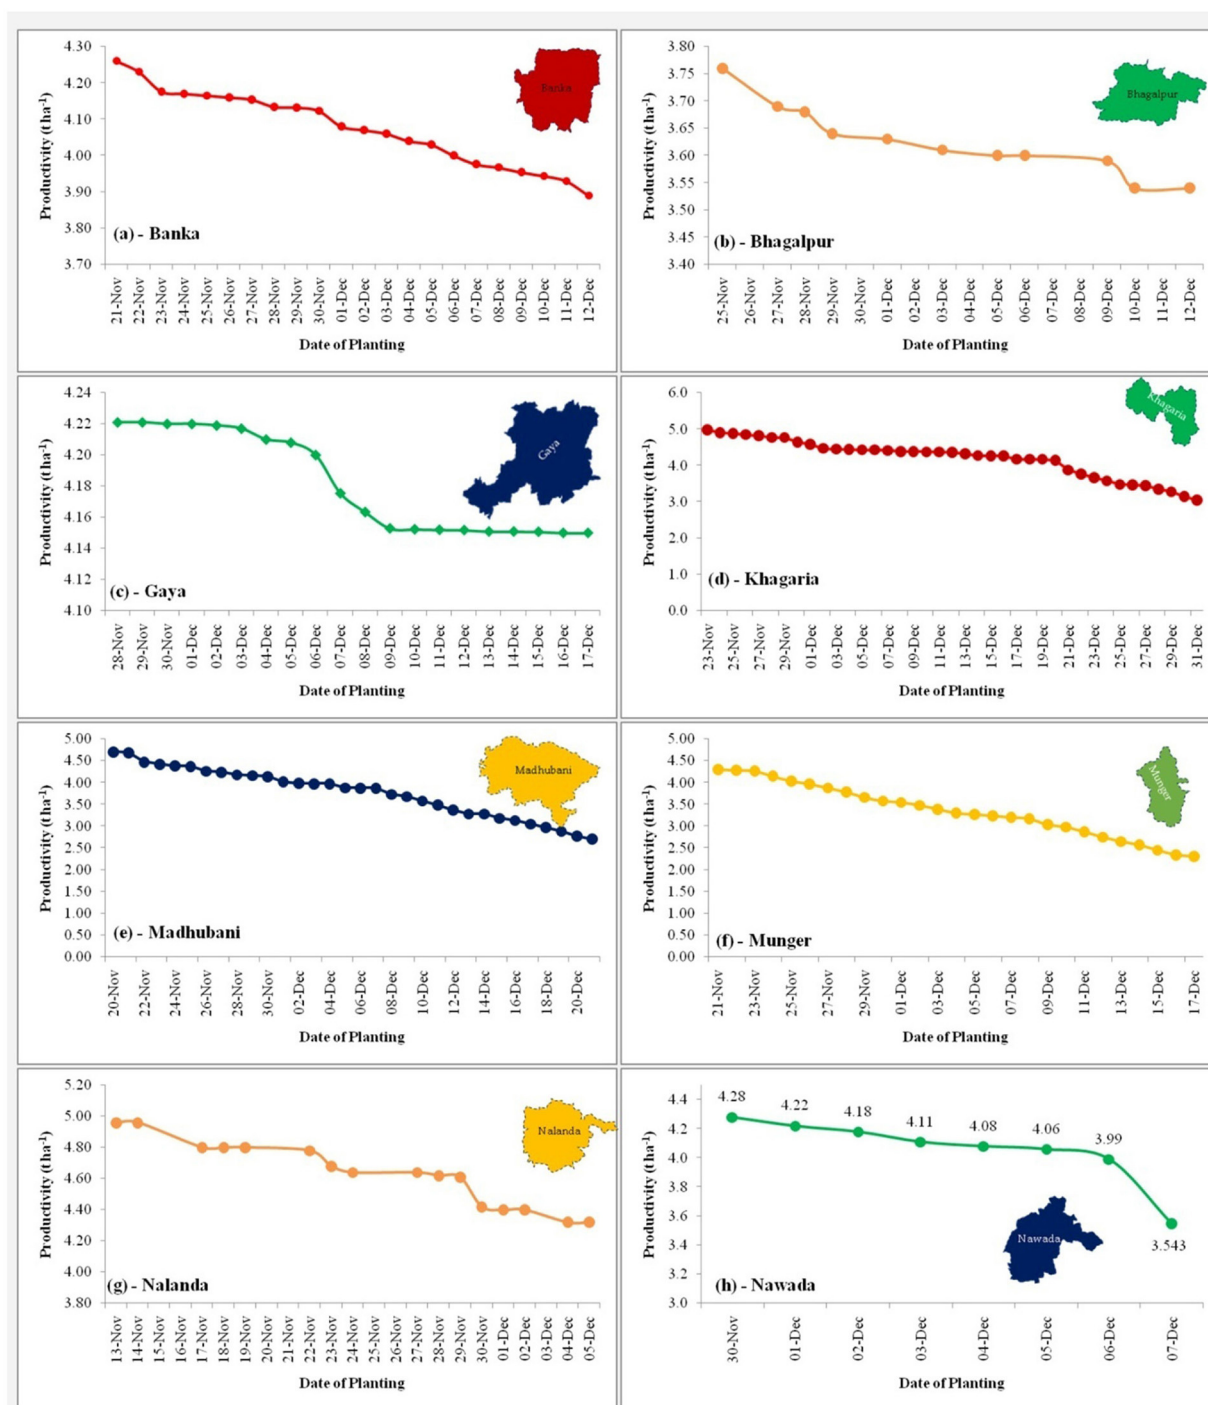 4.30
4.20
4.10
4.00
3.90
3.80
3.70
Productivity (t ha-1)
Banka
(a) - Banka
21-Nov
22-Nov
23-Nov
24-Nov
25-Nov
26-Nov
27-Nov
28-Nov
29-Nov
30-Nov
01-Dec
02-Dec
03-Dec
04-Dec
05-Dec
06-Dec
07-Dec
08-Dec
09-Dec
10-Dec
11-Dec
12-Dec
Date of Planting
3.80
3.75
3.70
3.65
3.60
3.55
3.50
3.45
3.40
Productivity (t ha-1)
Bhagalpur
(b) - Bhagalpur
25-Nov
26-Nov
27-Nov
28-Nov
29-Nov
30-Nov
01-Dec
02-Dec
03-Dec
04-Dec
05-Dec
06-Dec
07-Dec
08-Dec
09-Dec
10-Dec
11-Dec
12-Dec
Date of Planting
4.24
4.22
4.20
4.18
4.16
4.14
4.12
4.10
Productivity (t ha-1)
Gaya
(c) - Gaya
28-Nov
29-Nov
30-Nov
01-Dec
02-Dec
03-Dec
04-Dec
05-Dec
06-Dec
07-Dec
08-Dec
09-Dec
10-Dec
11-Dec
12-Dec
13-Dec
14-Dec
15-Dec
16-Dec
17-Dec
Date of Planting
6.0
5.0
4.0
3.0
2.0
1.0
0.0
Productivity (t ha-1)
Khagaria
(d) - Khagaria
23-Nov
25-Nov
27-Nov
29-Nov
01-Dec
03-Dec
05-Dec
07-Dec
09-Dec
11-Dec
13-Dec
15-Dec
17-Dec
19-Dec
21-Dec
23-Dec
25-Dec
27-Dec
29-Dec
31-Dec
Date of Planting
5.00
4.50
4.00
3.50
3.00
2.50
2.00
1.50
1.00
0.50
0.00
Productivity (t ha-1)
Madhubani
(e) - Madhubani
20-Nov
22-Nov
24-Nov
26-Nov
28-Nov
30-Nov
02-Dec
04-Dec
06-Dec
08-Dec
10-Dec
12-Dec
14-Dec
16-Dec
18-Dec
20-Dec
Date of Planting
5.00
4.50
4.00
3.50
3.00
2.50
2.00
1.50
1.00
0.50
0.00
Productivity (t ha-1)
Munger
(f) - Munger
21-Nov
23-Nov
25-Nov
27-Nov
29-Nov
01-Dec
03-Dec
05-Dec
07-Dec
09-Dec
11-Dec
13-Dec
15-Dec
17-Dec
Date of Planting
5.20
5.00
4.80
4.60
4.40
4.20
4.00
3.80
Productivity (t ha-1)
Nalanda
(g) - Nalanda
13-Nov
14-Nov
15-Nov
16-Nov
17-Nov
18-Nov
19-Nov
20-Nov
21-Nov
22-Nov
23-Nov
24-Nov
25-Nov
26-Nov
27-Nov
28-Nov
29-Nov
30-Nov
01-Dec
02-Dec
03-Dec
04-Dec
05-Dec
Date of Planting
4.4
4.2
4.0
3.8
3.6
3.4
3.2
3.0
Productivity (t ha-1)
4.28
4.22
4.18
4.11
4.08
4.06
3.99
3.543
Nawada
(h) - Nawada
30-Nov
01-Dec
02-Dec
03-Dec
04-Dec
05-Dec
06-Dec
07-Dec
Date of Planting